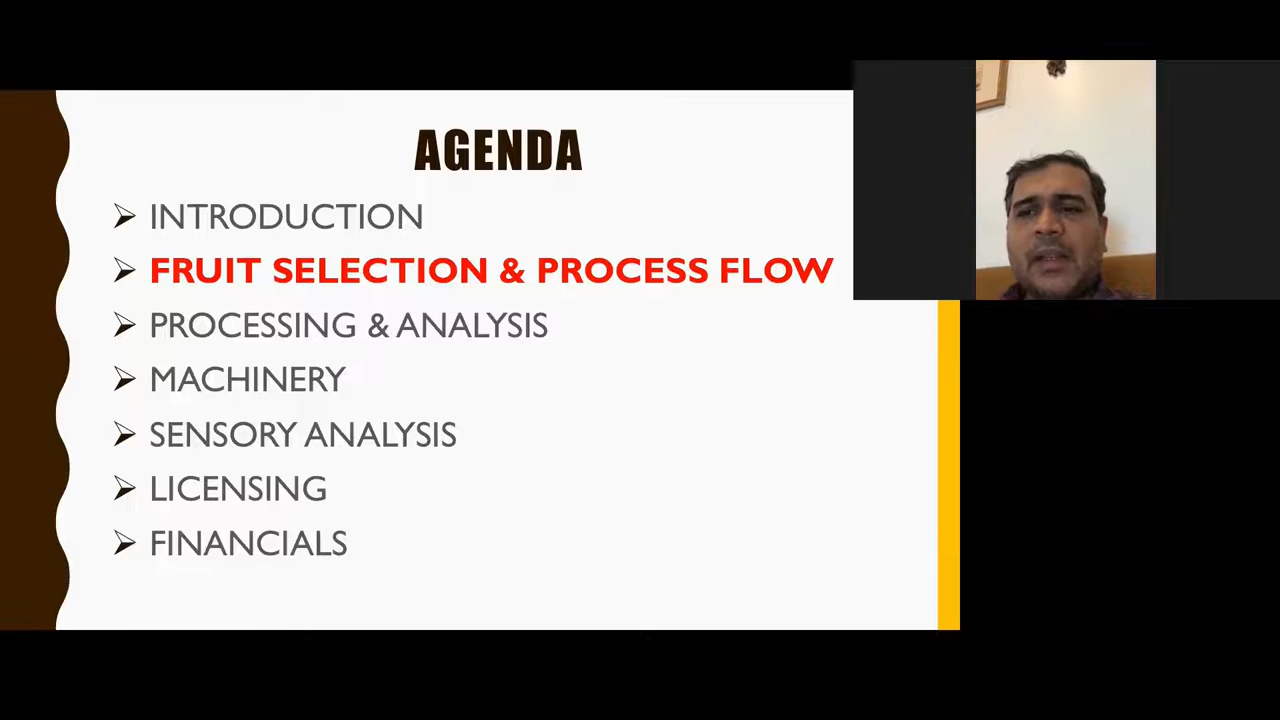 AGENDA
INTRODUCTION
FRUIT SELECTION & PROCESS FLOW
PROCESSING & ANALYSIS
MACHINERY
SENSORY ANALYSIS
LICENSING
FINANCIALS